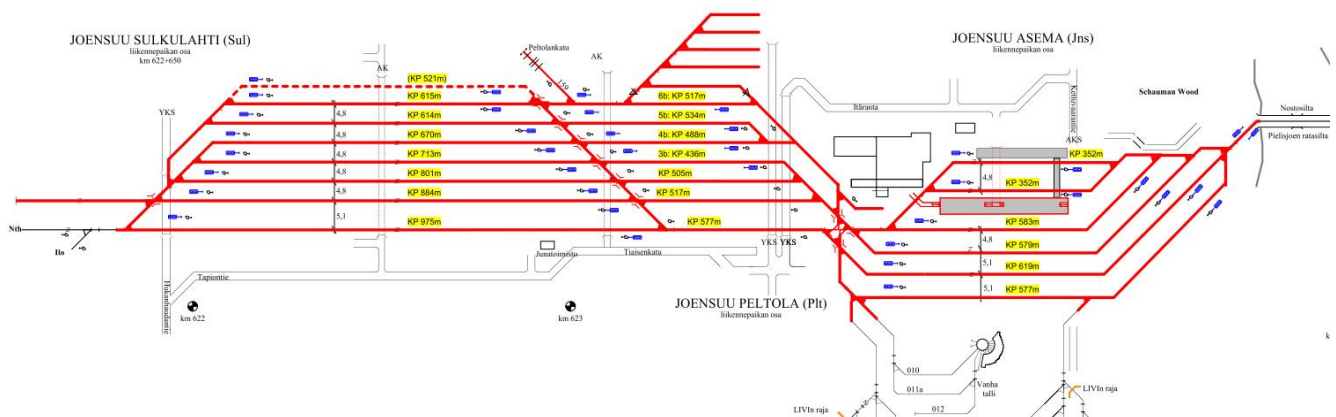 JOENSUU SULKULAHTI (Sul)
liikennepaikan osa
km 622+650
JOENSUU ASEMA (Jns)
liikennepaikan osa
Peltolankatu
159
AK
AK
YKS
(KP 521m)
KP 615m
KP 614m
KP 670m
KP 713m
KP 801m
KP 884m
KP 975m
4,8
4,8
4,8
4,8
5,1
6b: KP 517m
5b: KP 534m
4b: KP 488m
3b: KP 436m
KP 505m
KP 517m
KP 577m
Itäranta
Schauman Wood
Nostosilta
Pielisjoen ratasilta
AKS
KP 352m
KP 352m
KP 583m
KP 579m
KP 619m
KP 577m
4,8
4,8
5,1
5,1
Nth
Ilo
YKS
YKS
Junatoimisto
Tiaisenkatu
Tapiontie
km 622
km 623
JOENSUU PELTOLA (Plt)
liikennepaikan osa
010
011a
012
Vanha
talli
LIVIn raja
LIVIn raja
k